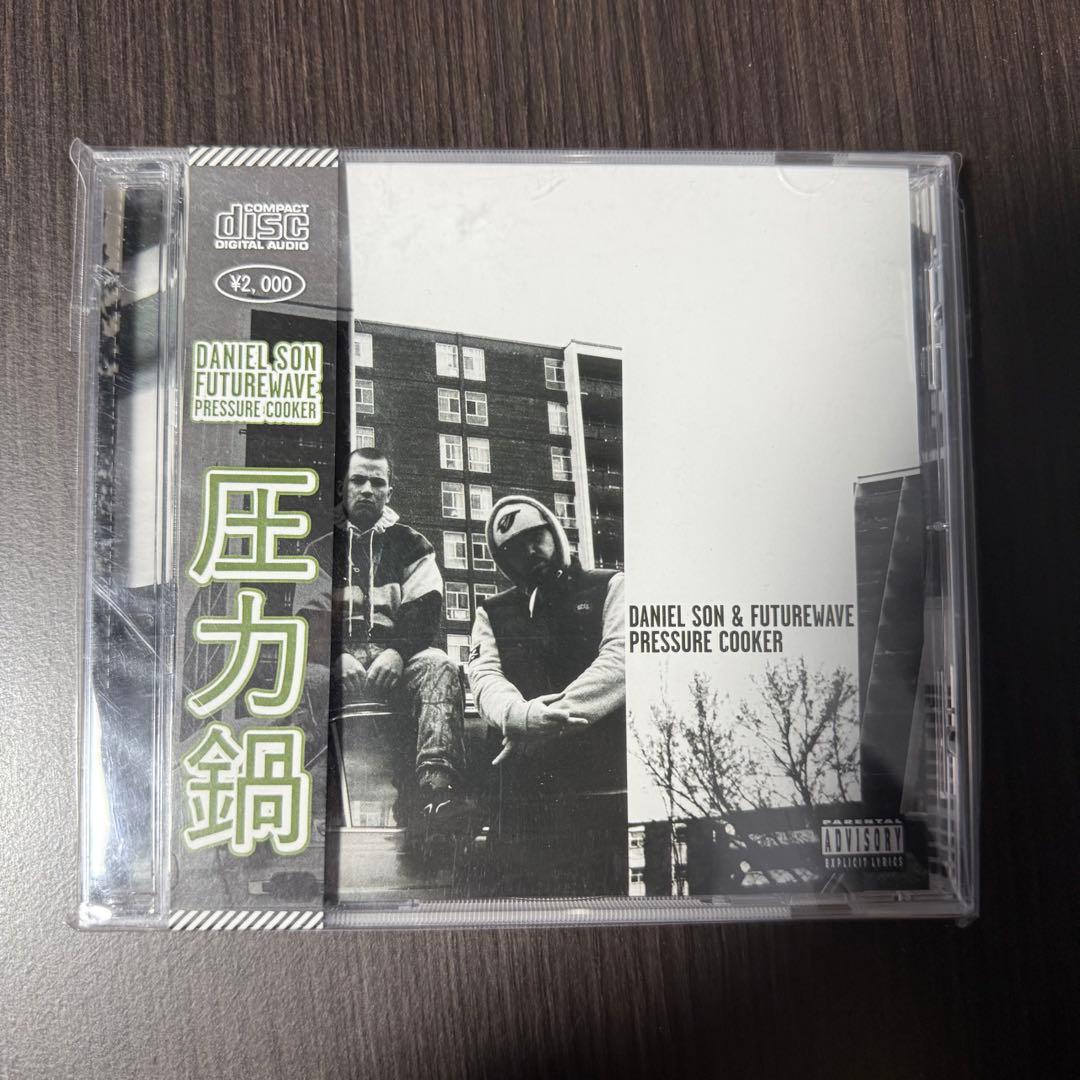 COMPACT
disc
DIGITAL AUDIO
¥2,000
DANIEL SON
FUTUREWAVE
PRESSURE COOKER
圧力鍋
DANIEL SON & FUTUREWAVE
PRESSURE COOKER
PARENTAL
ADVISORY
EXPLICIT LYRICS